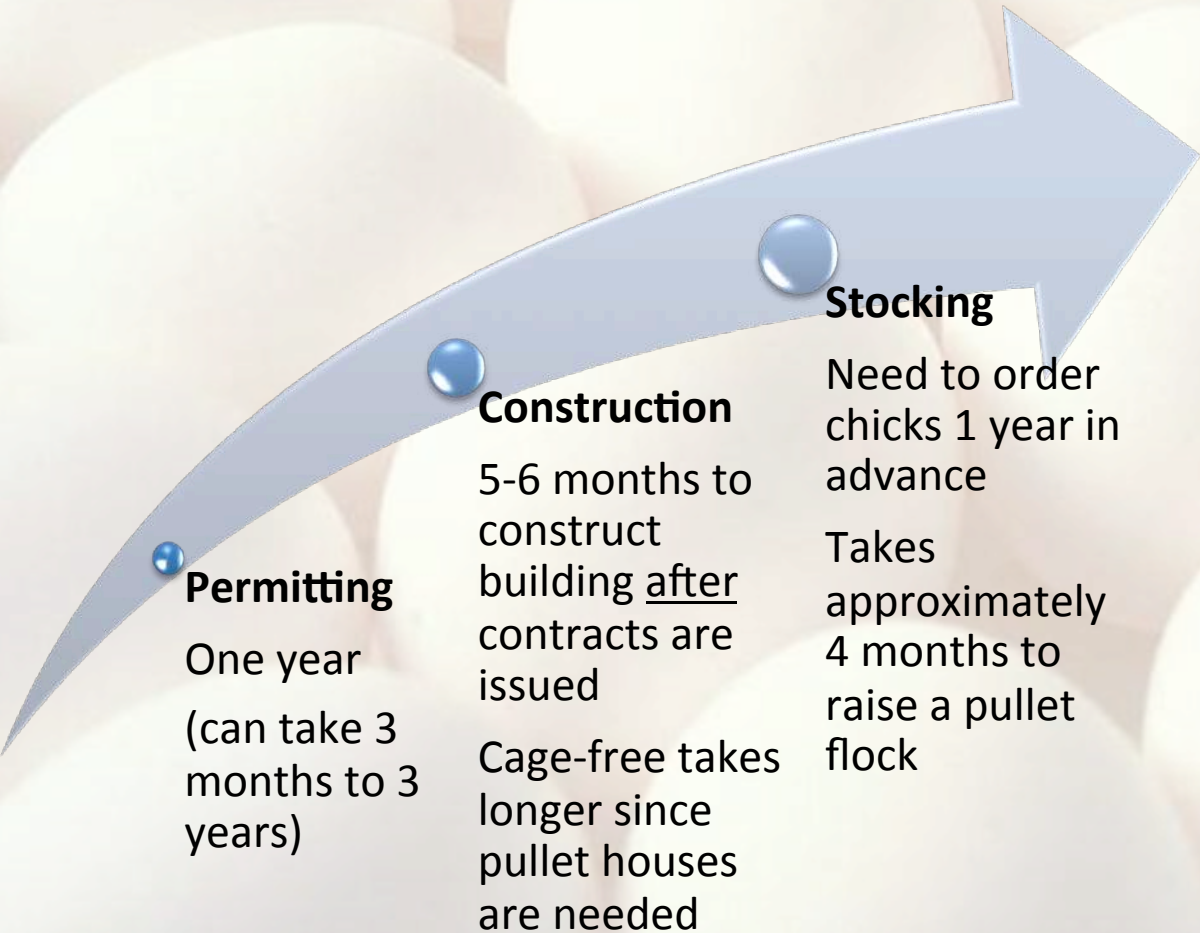 Permitting
One year
(can take 3
months to 3
years)
Construction
5-6 months to
construct
building after
contracts are
issued
Cage-free takes
longer since
pullet houses
are needed
Stocking
Need to order
chicks 1 year in
advance
Takes
approximately
4 months to
raise a pullet
flock